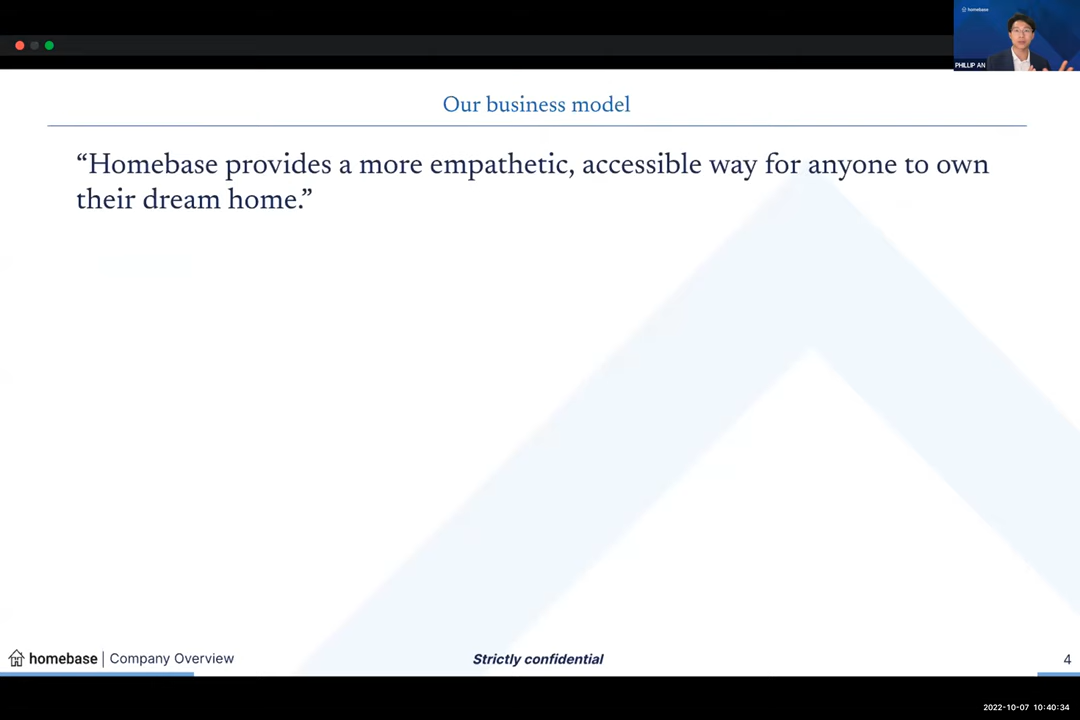 homebase
PHILLIP AN
Our business model
“Homebase provides a more empathetic, accessible way for anyone to own
their dream home.”
homebase | Company Overview
Strictly confidential
4
2022-10-07 10:40:34